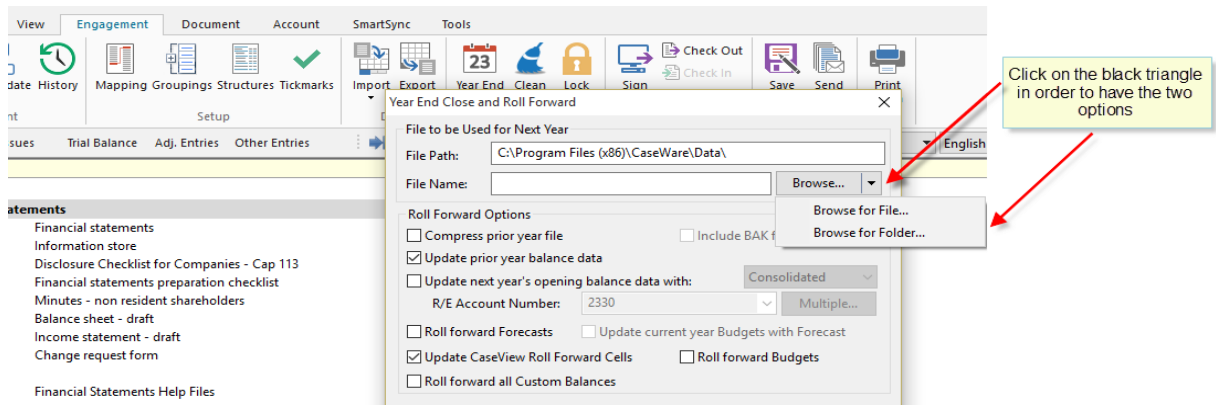 View Engagement Document Account SmartSync Tools
Check Out
Check In
date History Mapping Groupings Structures Tickmarks Import Export Year End Clean Lock Sign Save Send Print
23
Setup
Year End Close and Roll Forward
File to be Used for Next Year
File Path: C:\Program Files (x86)\CaseWare\Data\
File Name: Browse...
Browse for File...
Browse for Folder...
Roll Forward Options
Compress prior year file Include BAK f
Update prior year balance data
Update next year's opening balance data with: Consolidated
R/E Account Number: 2330 Multiple...
Roll forward Forecasts Update current year Budgets with Forecast
Update CaseView Roll Forward Cells Roll forward Budgets
Roll forward all Custom Balances
ssues Trial Balance Adj. Entries Other Entries
English
atements
Financial statements
Information store
Disclosure Checklist for Companies - Cap 113
Financial statements preparation checklist
Minutes - non resident shareholders
Balance sheet - draft
Income statement - draft
Change request form
Financial Statements Help Files
Click on the black triangle
in order to have the two
options